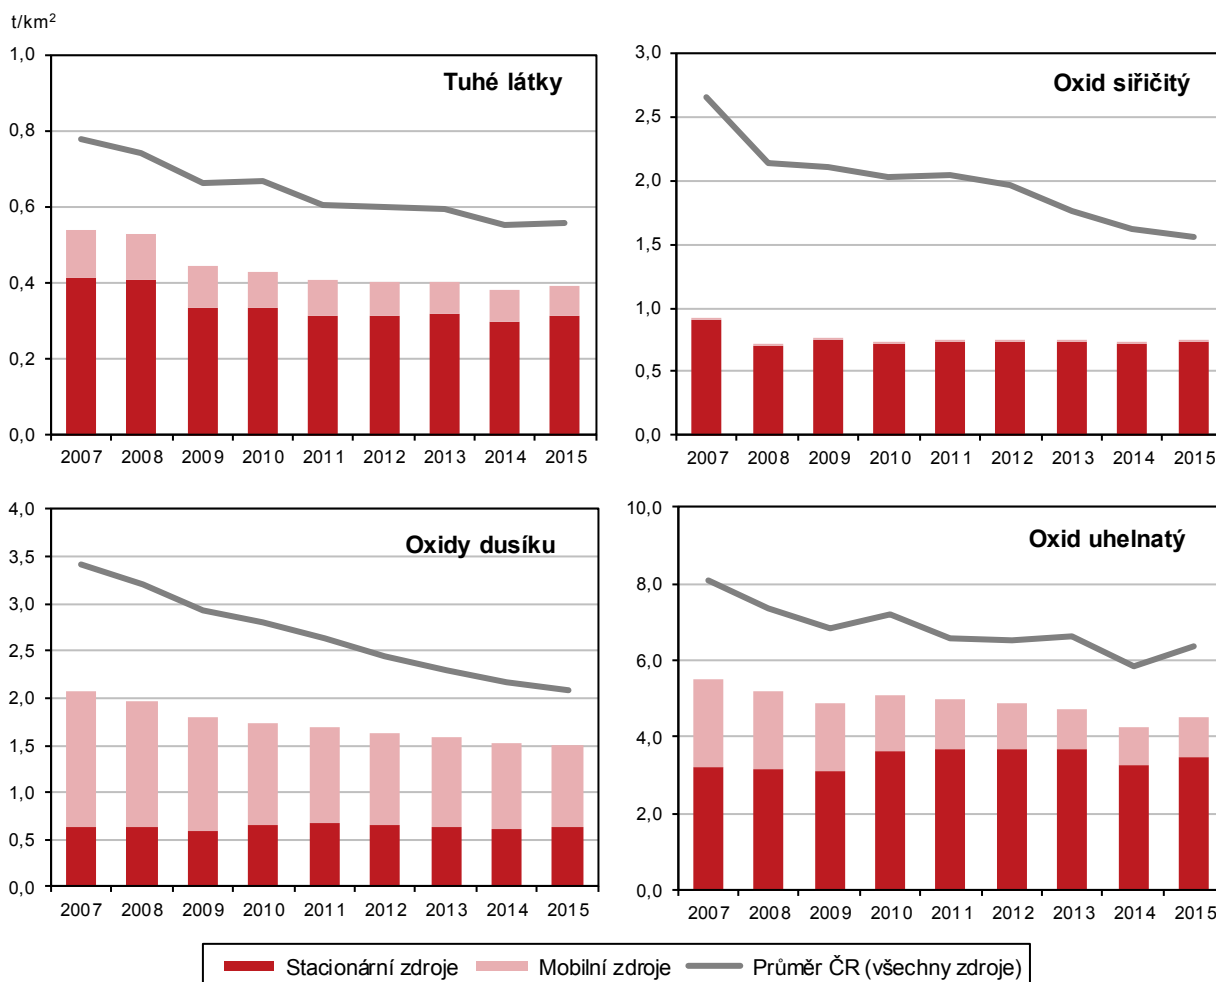 t/km²
1,0
0,8
0,6
0,4
0,2
0,0
Tuhé látky
2007 2008 2009 2010 2011 2012 2013 2014 2015
3,0
2,5
2,0
1,5
1,0
0,5
0,0
Oxid siřičitý
2007 2008 2009 2010 2011 2012 2013 2014 2015
4,0
3,5
3,0
2,5
2,0
1,5
1,0
0,5
0,0
Oxidy dusíku
2007 2008 2009 2010 2011 2012 2013 2014 2015
10,0
8,0
6,0
4,0
2,0
0,0
Oxid uhelnatý
2007 2008 2009 2010 2011 2012 2013 2014 2015
Stacionární zdroje Mobilní zdroje Průměr ČR (všechny zdroje)